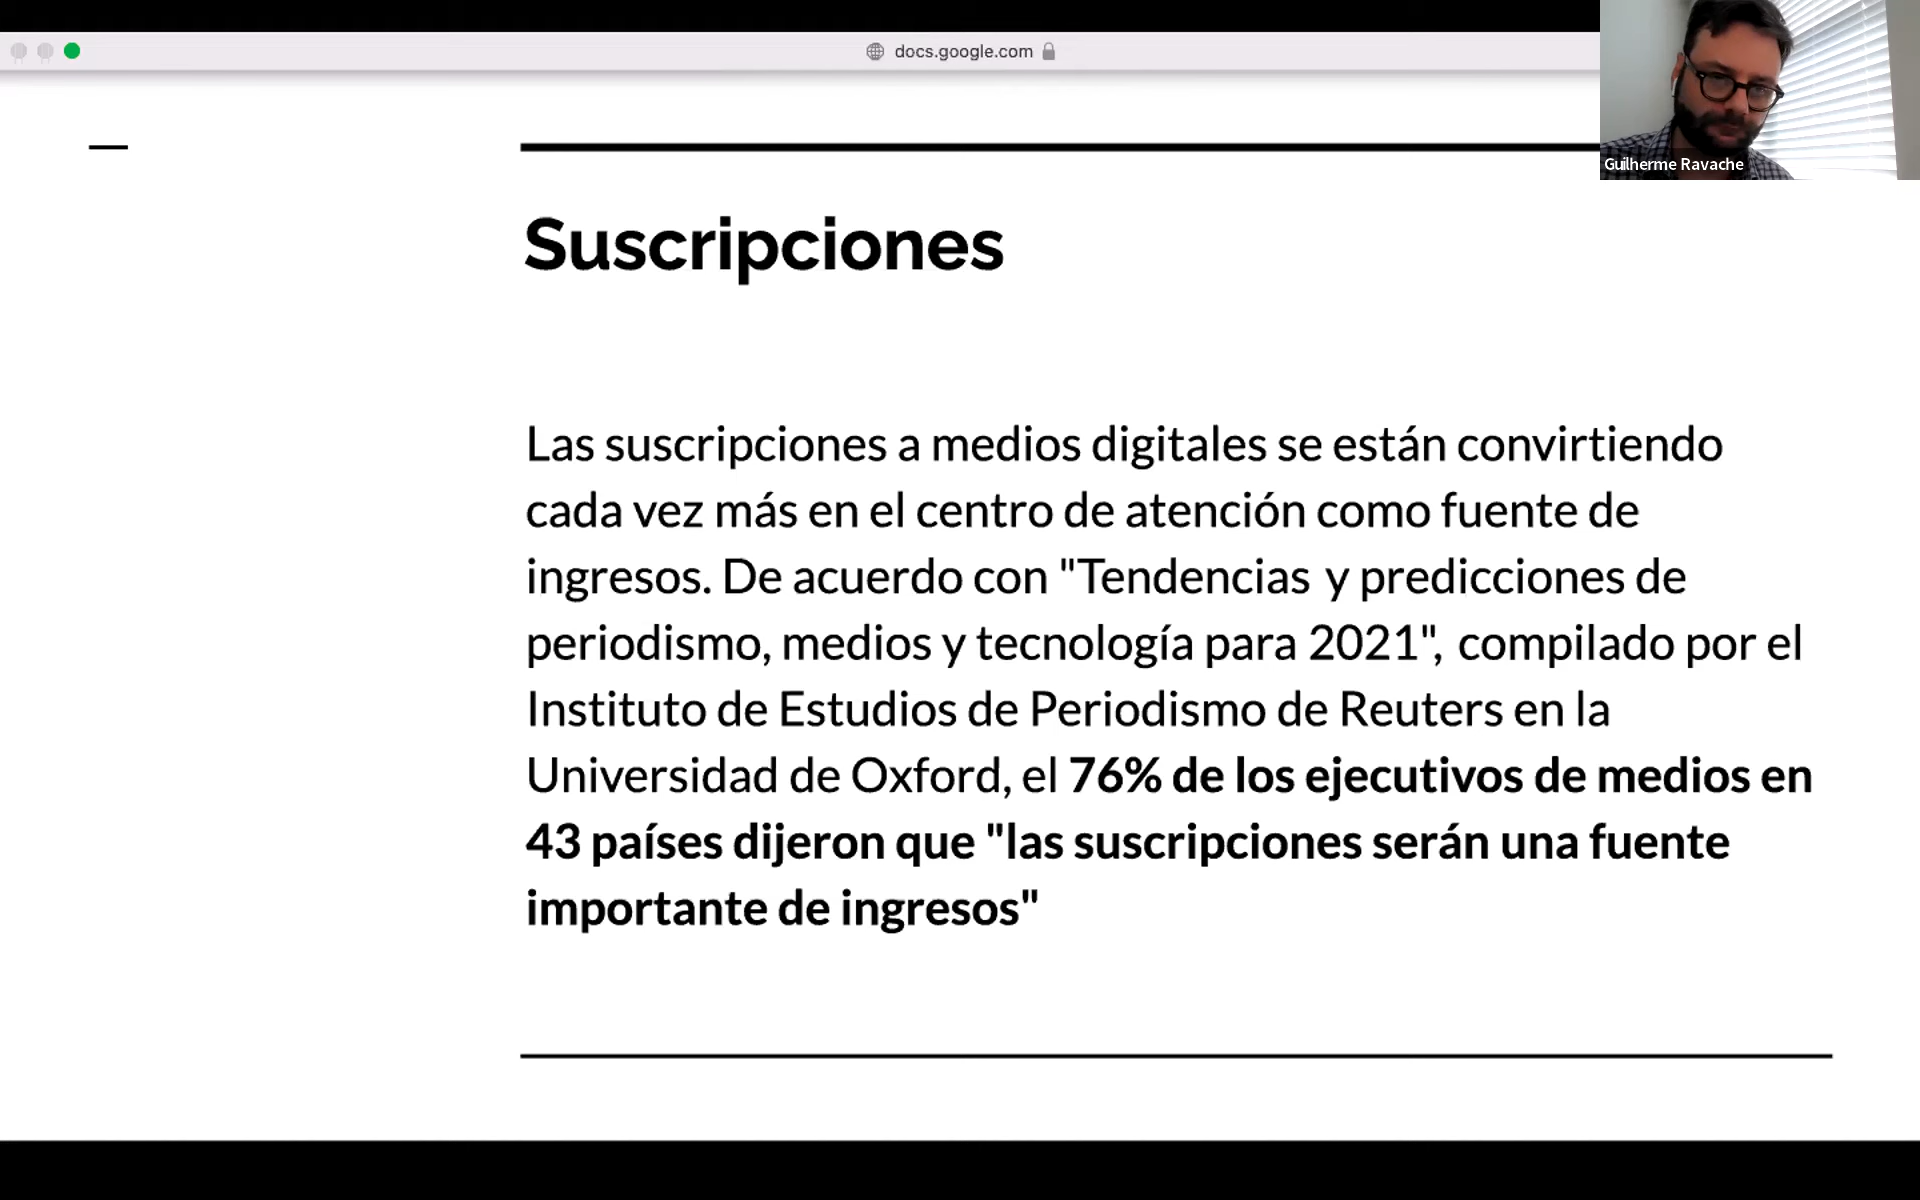 docs.google.com
Guilherme Ravache
Suscripciones
Las suscripciones a medios digitales se están convirtiendo
cada vez más en el centro de atención como fuente de
ingresos. De acuerdo con "Tendencias y predicciones de
periodismo, medios y tecnología para 2021", compilado por el
Instituto de Estudios de Periodismo de Reuters en la
Universidad de Oxford, el 76% de los ejecutivos de medios en
43 países dijeron que "las suscripciones serán una fuente
importante de ingresos"